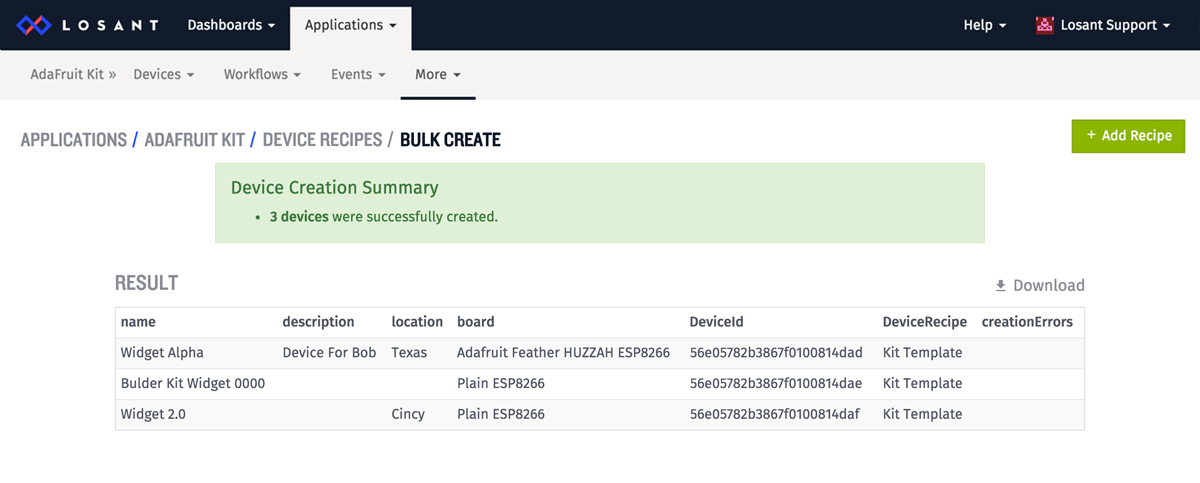 LOSANT Dashboards Applications Help Losant Support
AdaFruit Kit » Devices Workflows Events More
APPLICATIONS / ADAFRUIT KIT / DEVICE RECIPES / BULK CREATE + Add Recipe
Device Creation Summary
• 3 devices were successfully created.
RESULT Download
name description location board DeviceId DeviceRecipe creationErrors
Widget Alpha Device For Bob Texas Adafruit Feather HUZZAH ESP8266 56e05782b3867f0100814dad Kit Template
Bulder Kit Widget 0000 Plain ESP8266 56e05782b3867f0100814dae Kit Template
Widget 2.0 Cincy Plain ESP8266 56e05782b3867f0100814daf Kit Template